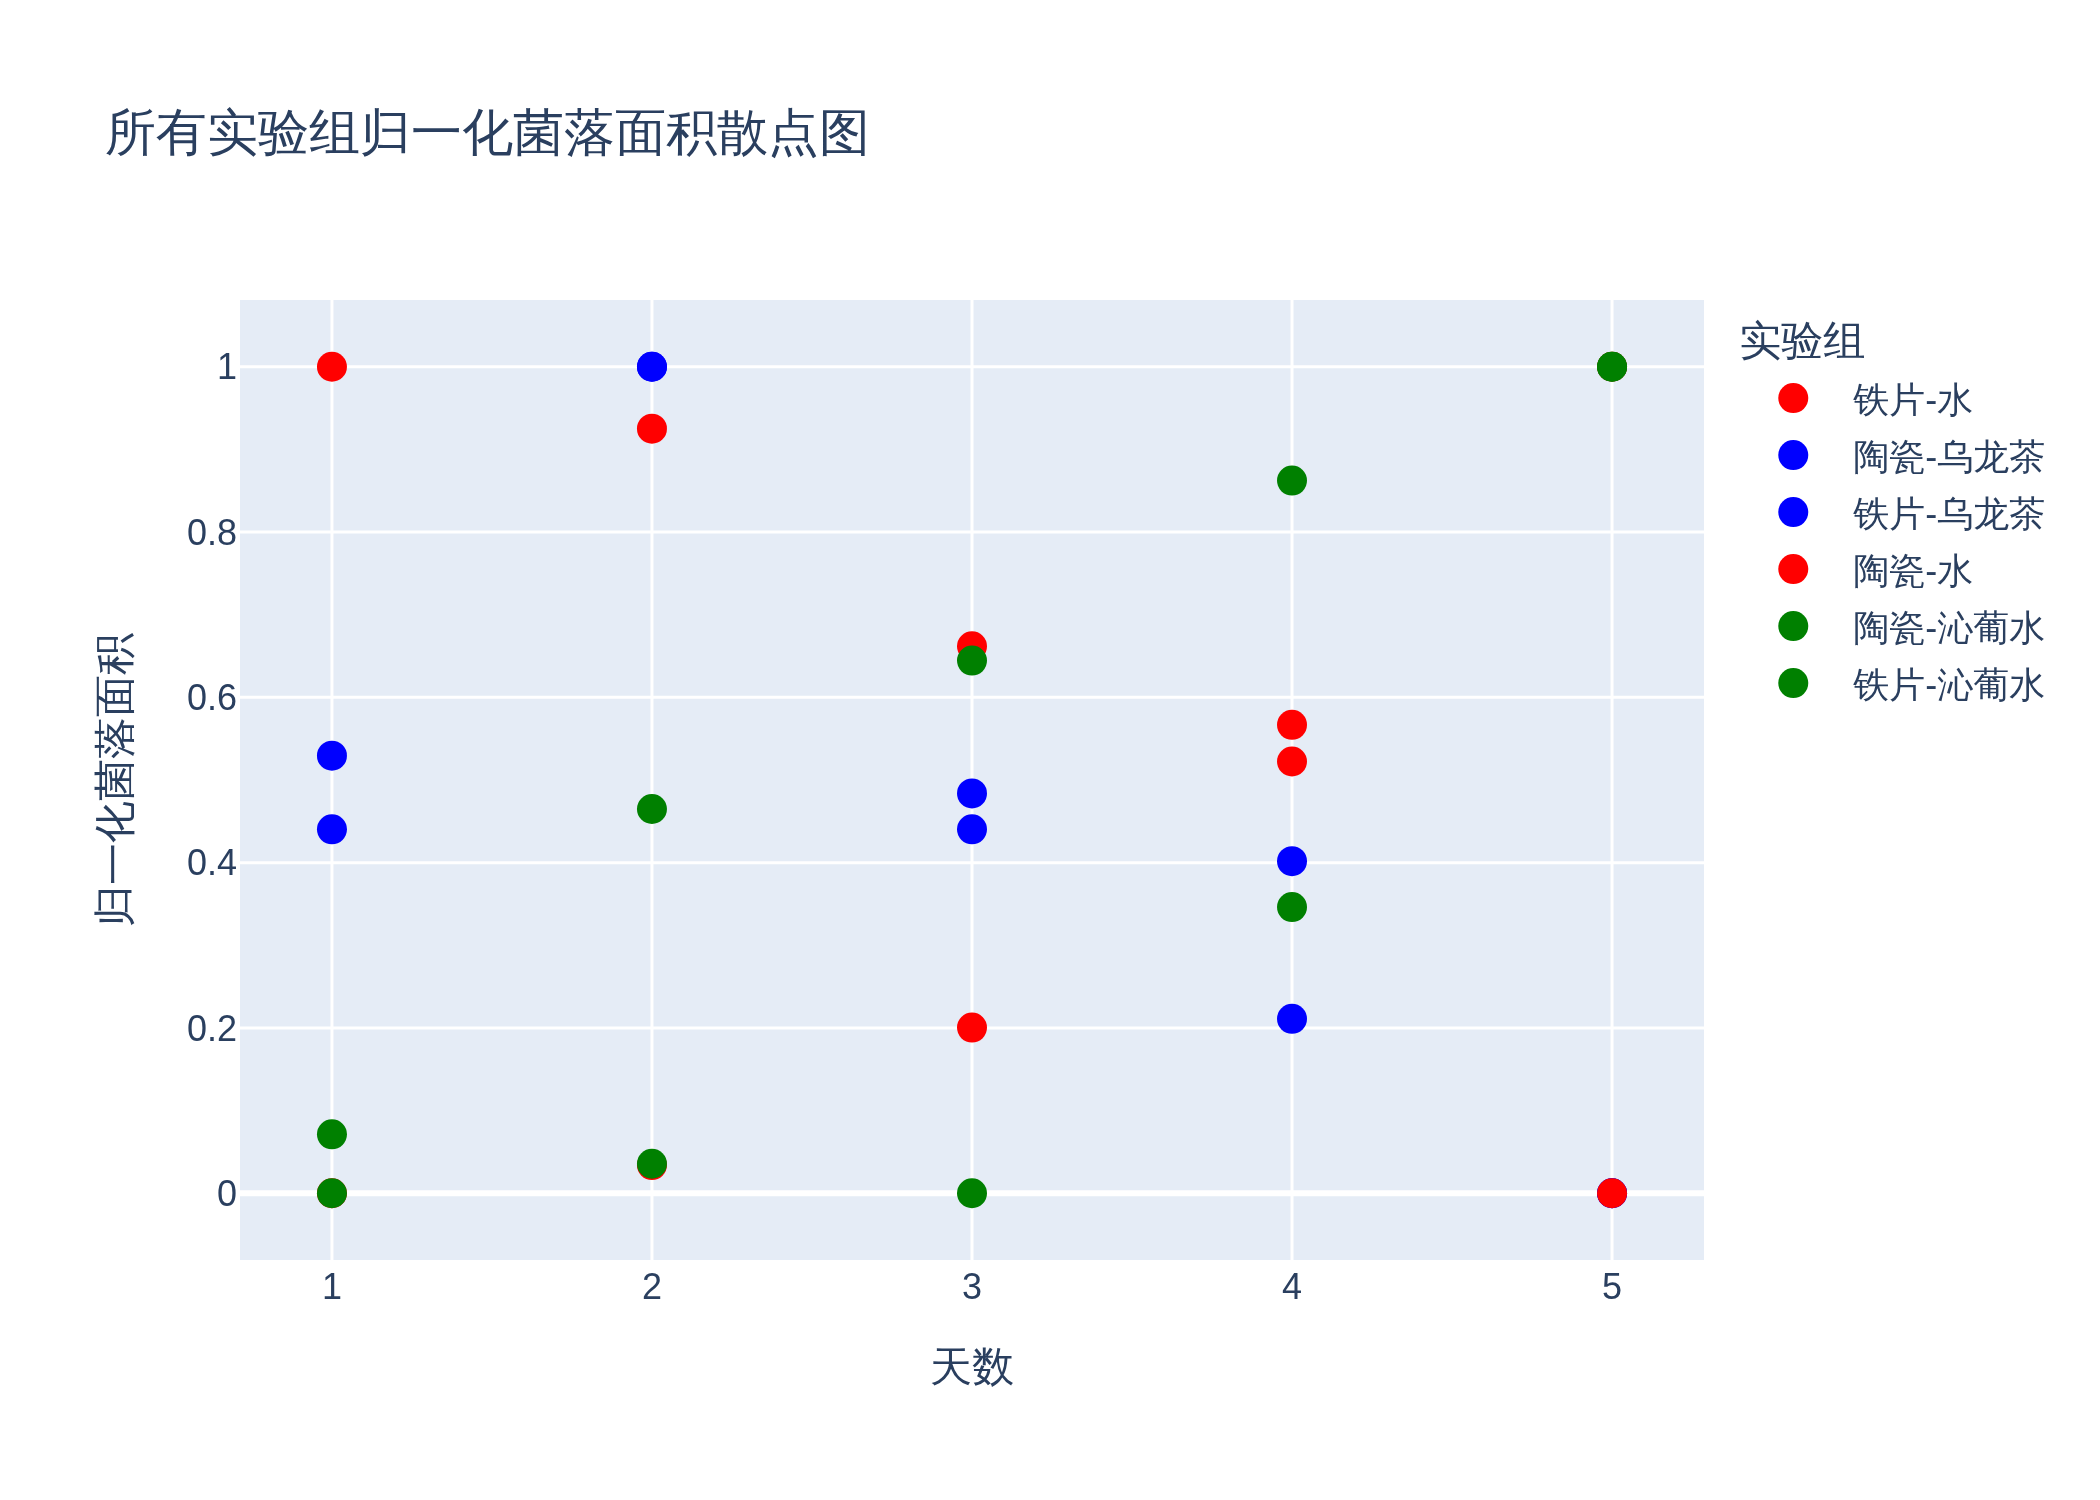 所有实验组归一化菌落面积散点图
归一化菌落面积
1
0.8
0.6
0.4
0.2
0
1 2 3 4 5
天数
实验组
铁片-水
陶瓷-乌龙茶
铁片-乌龙茶
陶瓷-水
陶瓷-沁葡水
铁片-沁葡水